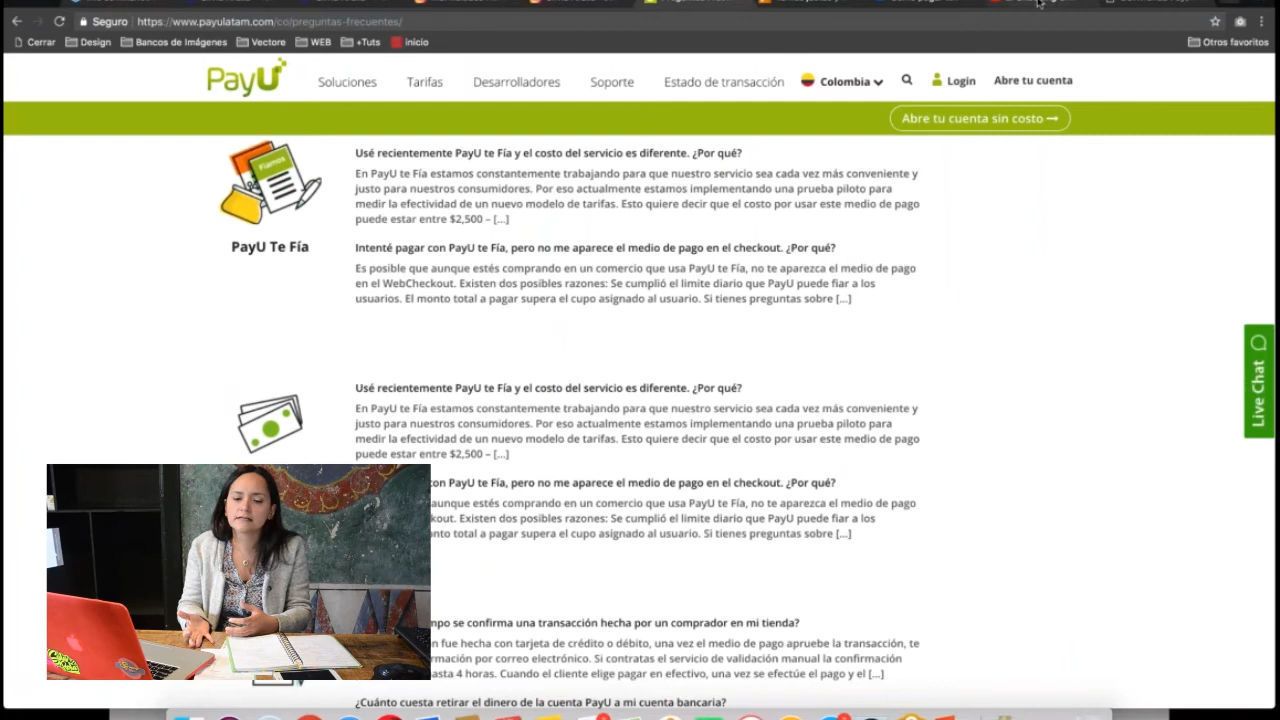 Seguro | https://www.payulatam.com/co/preguntas-frecuentes/
Cerrar Design Bancos de Imágenes Vectore WEB +Tuts inicio Otros favoritos
PayU Soluciones Tarifas Desarrolladores Soporte Estado de transacción Colombia Login Abre tu cuenta
Abre tu cuenta sin costo
Fiamos
PayU Te Fía
Usé recientemente PayU te Fía y el costo del servicio es diferente. ¿Por qué?
En PayU te Fía estamos constantemente trabajando para que nuestro servicio sea cada vez más conveniente y
justo para nuestros consumidores. Por eso actualmente estamos implementando una prueba piloto para
medir la efectividad de un nuevo modelo de tarifas. Esto quiere decir que el costo por usar este medio de pago
puede estar entre $2,500 – [...]
Intenté pagar con PayU te Fía, pero no me aparece el medio de pago en el checkout. ¿Por qué?
Es posible que aunque estés comprando en un comercio que usa PayU te Fía, no te aparezca el medio de pago
en el WebCheckout. Existen dos posibles razones: Se cumplió el limite diario que PayU puede fiar a los
usuarios. El monto total a pagar supera el cupo asignado al usuario. Si tienes preguntas sobre [...]
Live Chat
Usé recientemente PayU te Fía y el costo del servicio es diferente. ¿Por qué?
En PayU te Fía estamos constantemente trabajando para que nuestro servicio sea cada vez más conveniente y
justo para nuestros consumidores. Por eso actualmente estamos implementando una prueba piloto para
medir la efectividad de un nuevo modelo de tarifas. Esto quiere decir que el costo por usar este medio de pago
puede estar entre $2,500 – [...]
con PayU te Fía, pero no me aparece el medio de pago en el checkout. ¿Por qué?
aunque estés comprando en un comercio que usa PayU te Fía, no te aparezca el medio de pago
kout. Existen dos posibles razones: Se cumplió el limite diario que PayU puede fiar a los
nto total a pagar supera el cupo asignado al usuario. Si tienes preguntas sobre [...]
mpo se confirma una transacción hecha por un comprador en mi tienda?
n fue hecha con tarjeta de crédito o débito, una vez el medio de pago apruebe la transacción, te
rmación por correo electrónico. Si contratas el servicio de validación manual la confirmación
asta 4 horas. Cuando el cliente elige pagar en efectivo, una vez se efectúe el pago y el [...]
¿Cuánto cuesta retirar el dinero de la cuenta PayU a mi cuenta bancaria?